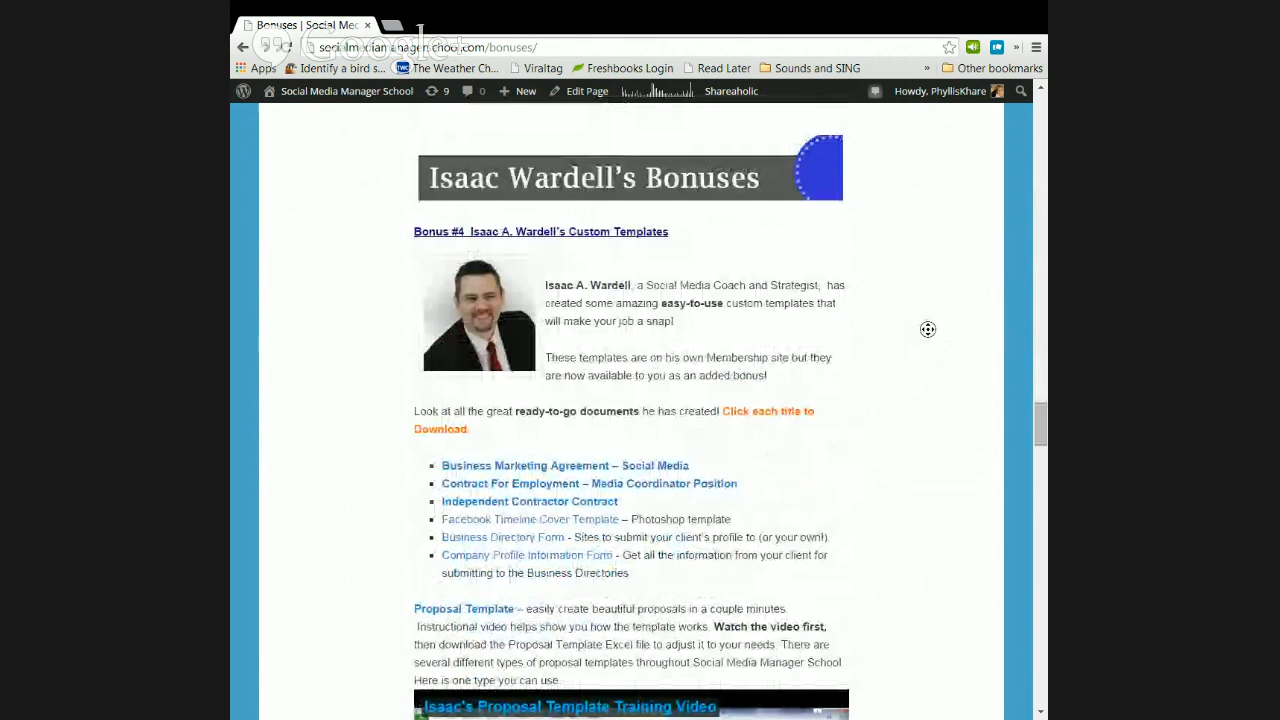 Bonuses | Social Med
Google+
socialmediamanagerschool.com/bonuses/
Apps
Identify a bird s...
The Weather Ch...
Viraltag
Freshbooks Login
Read Later
Sounds and SING
»
Other bookmarks
Social Media Manager School
9
0
New
Edit Page
Shareaholic
Howdy, PhyllisKhare
Isaac Wardell's Bonuses
Bonus #4 Isaac A. Wardell's Custom Templates
Isaac A. Wardell, a Social Media Coach and Strategist, has
created some amazing easy-to-use custom templates that
will make your job a snap!
These templates are on his own Membership site but they
are now available to you as an added bonus!
Look at all the great ready-to-go documents he has created! Click each title to
Download.
Business Marketing Agreement – Social Media
Contract For Employment – Media Coordinator Position
Independent Contractor Contract
Facebook Timeline Cover Template – Photoshop template
Business Directory Form - Sites to submit your client's profile to (or your own!)
Company Profile Information Form - Get all the information from your client for
submitting to the Business Directories
Proposal Template – easily create beautiful proposals in a couple minutes.
Instructional video helps show you how the template works. Watch the video first,
then download the Proposal Template Excel file to adjust it to your needs. There are
several different types of proposal templates throughout Social Media Manager School
Here is one type you can use.
Isaac's Proposal Template Training Video